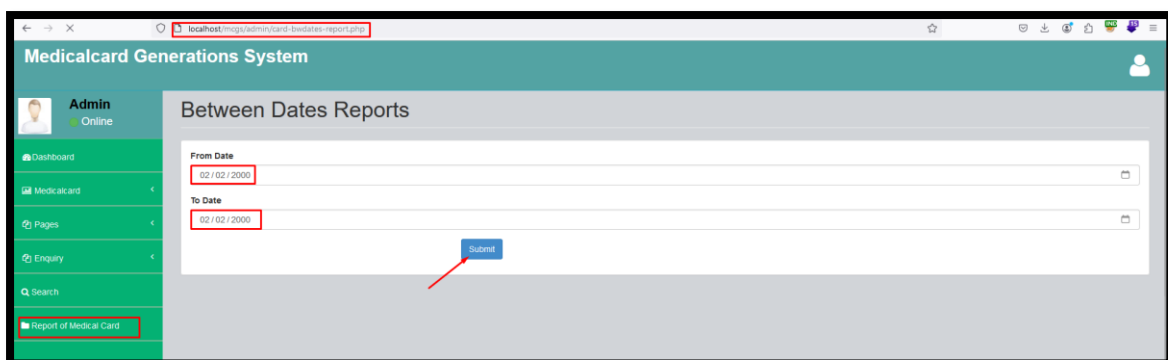 localhost/mcgs/admin/card-bwdates-report.php
Medicalcard Generations System
Admin
Online
Between Dates Reports
Dashboard
From Date
02/02/2000
Medicalcard
To Date
02/02/2000
Pages
Submit
Enquiry
Search
Report of Medical Card